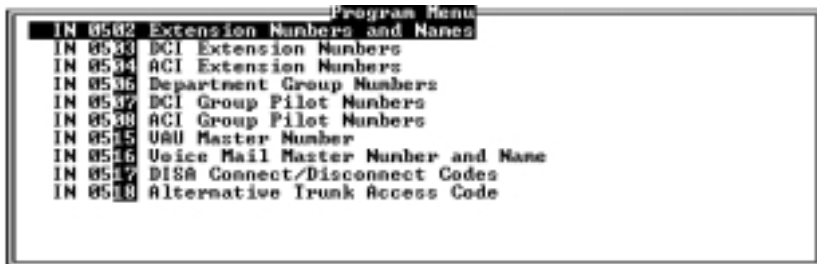 Program Menu
IN 0502 Extension Numbers and Names
IN 0503 DCI Extension Numbers
IN 0504 ACI Extension Numbers
IN 0506 Department Group Numbers
IN 0507 DCI Group Pilot Numbers
IN 0508 ACI Group Pilot Numbers
IN 0515 VAU Master Number
IN 0516 Voice Mail Master Number and Name
IN 0517 DISA Connect/Disconnect Codes
IN 0518 Alternative Trunk Access Code